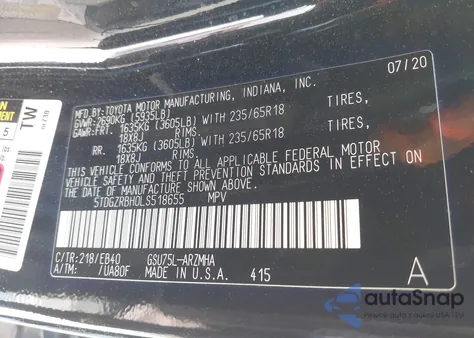 07/20
MFD.BY:TOYOTA MOTOR MANUFACTURING, INDIANA, INC.
GVWR:2690KG (5935LB)
GAWR:FRT. 1635KG (3605LB) WITH 235/65R18 TIRES,
18X8J RIMS
RR. 1635KG (3605LB) WITH 235/65R18 TIRES,
18X8J RIMS
THIS VEHICLE CONFORMS TO ALL APPLICABLE FEDERAL MOTOR
VEHICLE SAFETY AND THEFT PREVENTION STANDARDS IN EFFECT ON
THE DATE OF MANUFACTURE SHOWN ABOVE.
5TDGZRBH0LS518655 MPV
C/TR:218/EB40 GSU75L-ARZMHA
A/TM: /UA80F MADE IN U.S.A. 415 A
TW
5
autoSnap